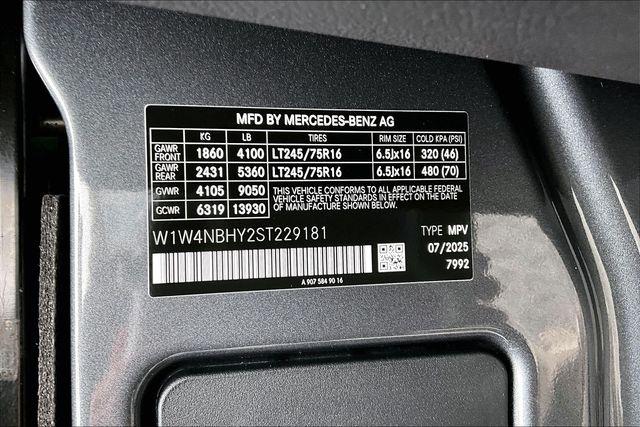 MFD BY MERCEDES-BENZ AG
KG LB TIRES RIM SIZE COLD KPA (PSI)
GAWR FRONT 1860 4100 LT245/75R16 6.5Jx16 320 (46)
GAWR REAR 2431 5360 LT245/75R16 6.5Jx16 480 (70)
GVWR 4105 9050 THIS VEHICLE CONFORMS TO ALL APPLICABLE FEDERAL
MOTOR VEHICLE SAFETY STANDARDS IN EFFECT ON THE DATE
GCWR 6319 13930 OF MANUFACTURE SHOWN ABOVE.
W1W4NBHY2ST229181 TYPE MPV
07/2025
7992
A 907 584 90 16